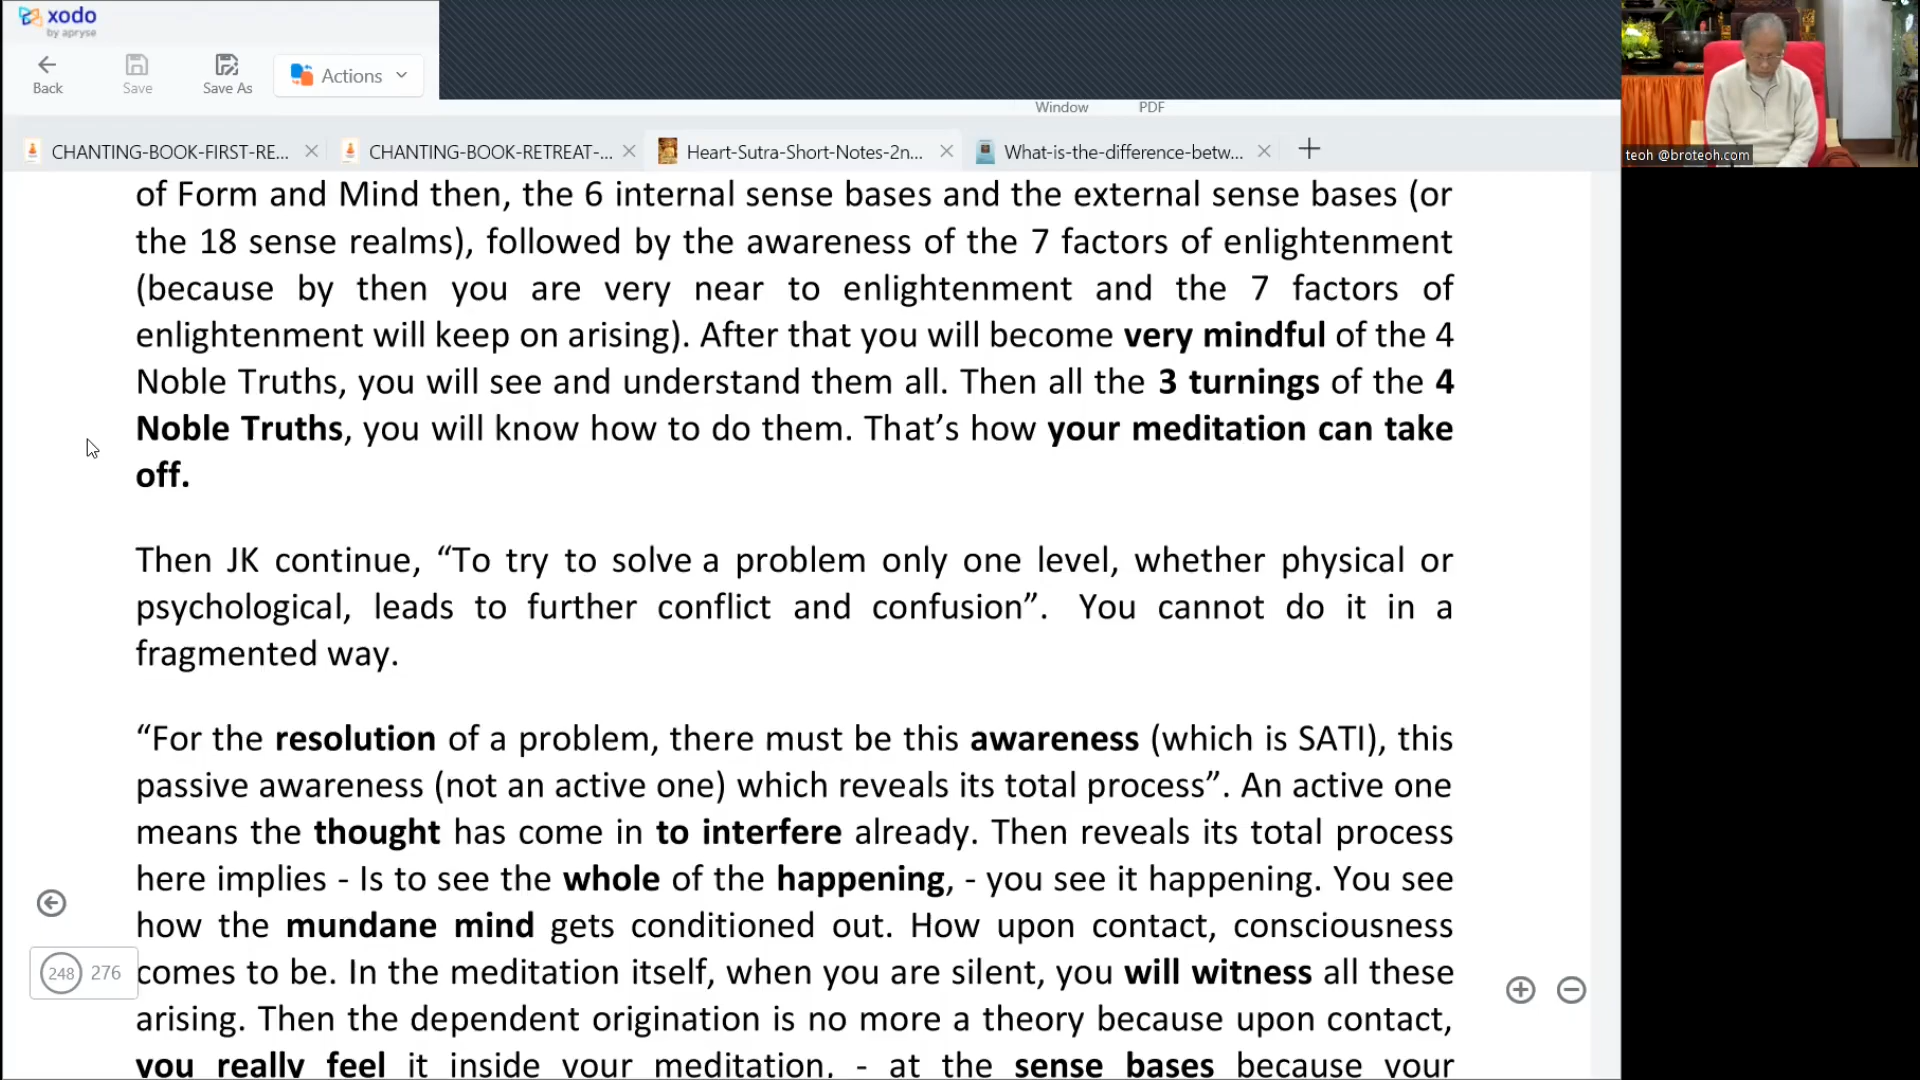 xodo
by apryse
Back
Save
Save As
Actions
Window
PDF
CHANTING-BOOK-FIRST-RE...
CHANTING-BOOK-RETREAT-...
Heart-Sutra-Short-Notes-2n...
What-is-the-difference-betw...
teoh @broteoh.com
of Form and Mind then, the 6 internal sense bases and the external sense bases (or
the 18 sense realms), followed by the awareness of the 7 factors of enlightenment
(because by then you are very near to enlightenment and the 7 factors of
enlightenment will keep on arising). After that you will become very mindful of the 4
Noble Truths, you will see and understand them all. Then all the 3 turnings of the 4
Noble Truths, you will know how to do them. That’s how your meditation can take
off.
Then JK continue, “To try to solve a problem only one level, whether physical or
psychological, leads to further conflict and confusion”. You cannot do it in a
fragmented way.
“For the resolution of a problem, there must be this awareness (which is SATI), this
passive awareness (not an active one) which reveals its total process”. An active one
means the thought has come in to interfere already. Then reveals its total process
here implies - Is to see the whole of the happening, - you see it happening. You see
how the mundane mind gets conditioned out. How upon contact, consciousness
comes to be. In the meditation itself, when you are silent, you will witness all these
arising. Then the dependent origination is no more a theory because upon contact,
you really feel it inside your meditation, - at the sense bases because your
248 276